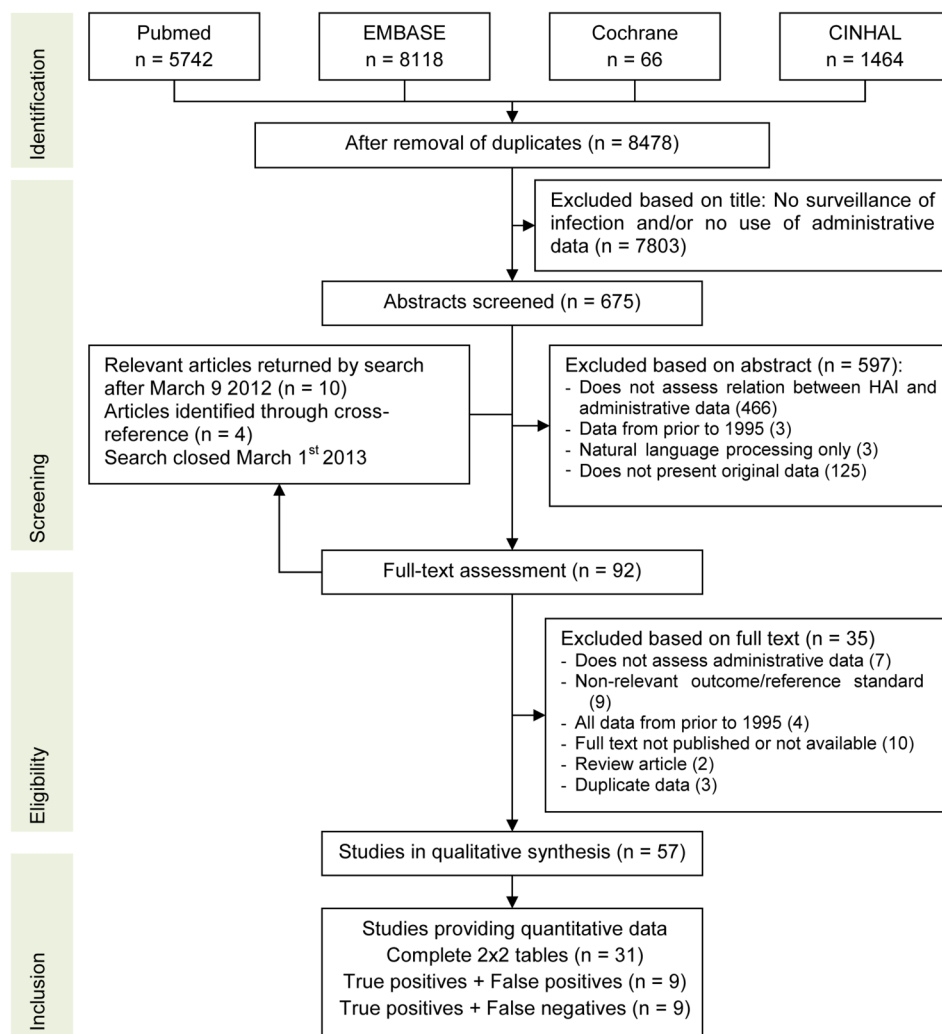 Identification
Pubmed
n = 5742
EMBASE
n = 8118
Cochrane
n = 66
CINHAL
n = 1464
After removal of duplicates (n = 8478)
Screening
Excluded based on title: No surveillance of
infection and/or no use of administrative
data (n = 7803)
Abstracts screened (n = 675)
Relevant articles returned by search
after March 9 2012 (n = 10)
Articles identified through cross-
reference (n = 4)
Search closed March 1st 2013
Excluded based on abstract (n = 597):
- Does not assess relation between HAI and
administrative data (466)
- Data from prior to 1995 (3)
- Natural language processing only (3)
- Does not present original data (125)
Full-text assessment (n = 92)
Eligibility
Excluded based on full text (n = 35)
- Does not assess administrative data (7)
- Non-relevant outcome/reference standard
(9)
- All data from prior to 1995 (4)
- Full text not published or not available (10)
- Review article (2)
- Duplicate data (3)
Studies in qualitative synthesis (n = 57)
Inclusion
Studies providing quantitative data
Complete 2x2 tables (n = 31)
True positives + False positives (n = 9)
True positives + False negatives (n = 9)